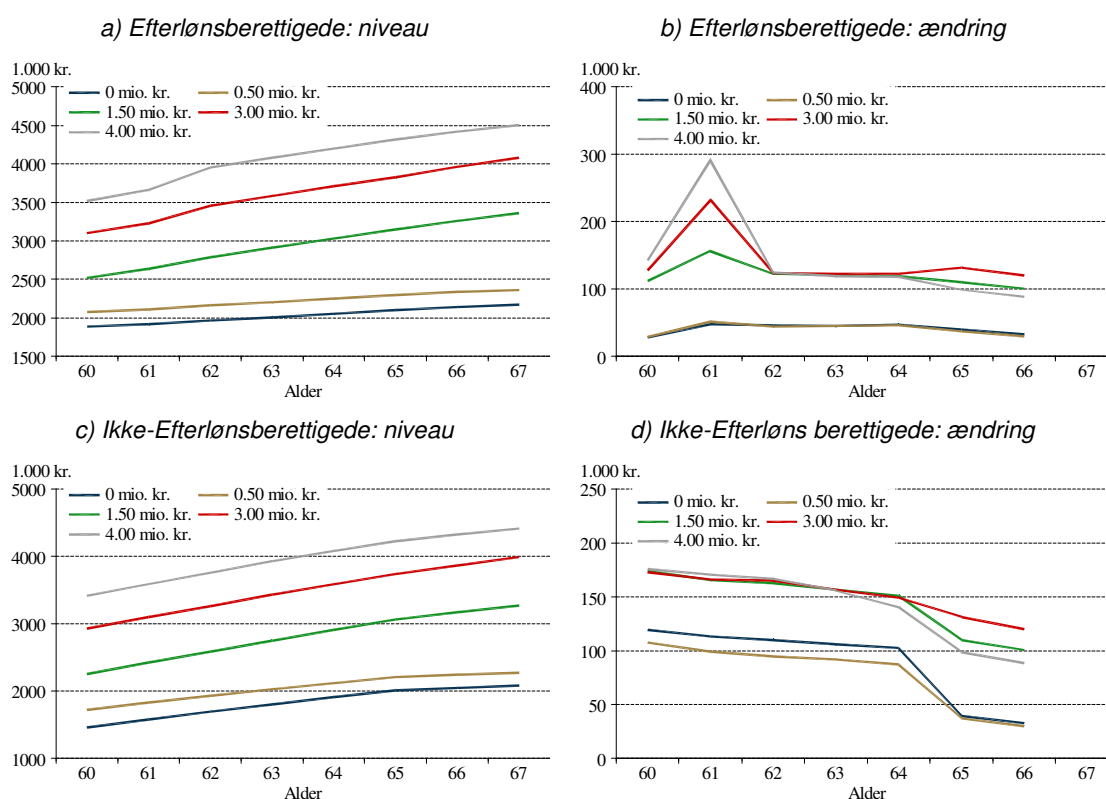 a) Efterlønsberettigede: niveau
1.000 kr.
5000
4500
4000
3500
3000
2500
2000
1500
0 mio. kr.
0.50 mio. kr.
1.50 mio. kr.
3.00 mio. kr.
4.00 mio. kr.
60 61 62 63 64 65 66 67
Alder
b) Efterlønsberettigede: ændring
1.000 kr.
400
300
200
100
0
0 mio. kr.
0.50 mio. kr.
1.50 mio. kr.
3.00 mio. kr.
4.00 mio. kr.
60 61 62 63 64 65 66 67
Alder
c) Ikke-Efterlønsberettigede: niveau
1.000 kr.
5000
4000
3000
2000
1000
0 mio. kr.
0.50 mio. kr.
1.50 mio. kr.
3.00 mio. kr.
4.00 mio. kr.
60 61 62 63 64 65 66 67
Alder
d) Ikke-Efterløns berettigede: ændring
1.000 kr.
250
200
150
100
50
0
0 mio. kr.
0.50 mio. kr.
1.50 mio. kr.
3.00 mio. kr.
4.00 mio. kr.
60 61 62 63 64 65 66 67
Alder